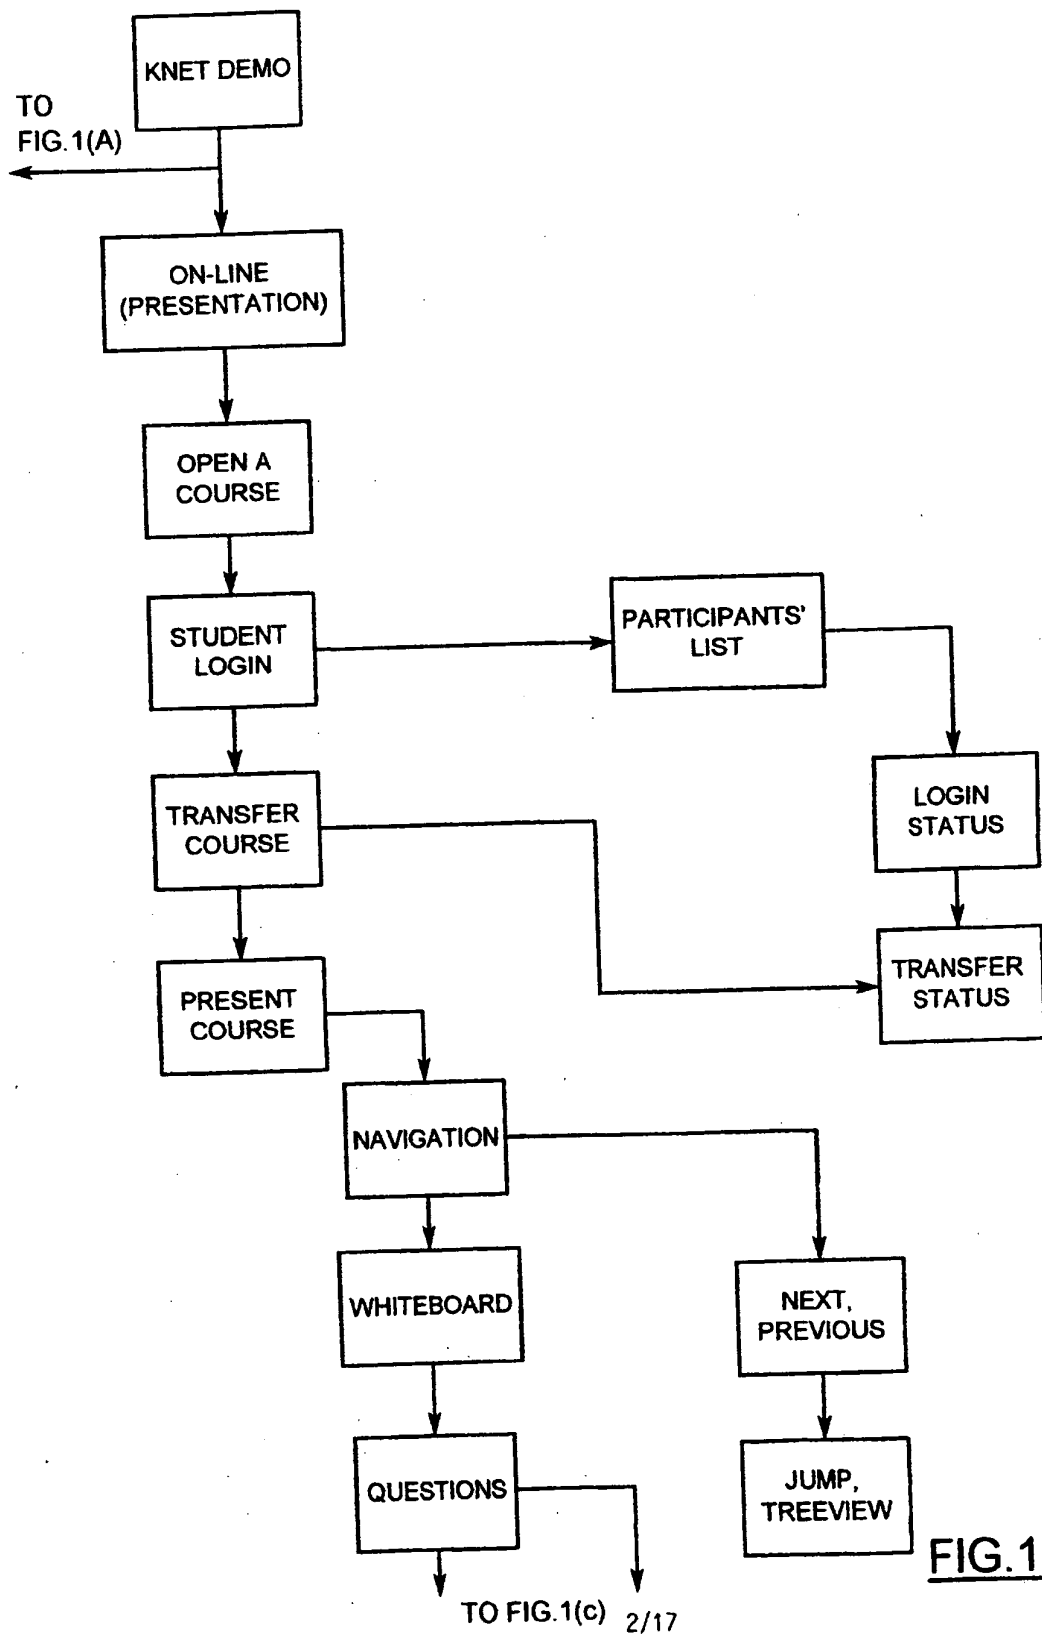 KNET DEMO
TO
FIG.1(A)
ON-LINE
(PRESENTATION)
OPEN A
COURSE
STUDENT
LOGIN
PARTICIPANTS'
LIST
TRANSFER
COURSE
LOGIN
STATUS
PRESENT
COURSE
TRANSFER
STATUS
NAVIGATION
WHITEBOARD
NEXT,
PREVIOUS
QUESTIONS
JUMP,
TREEVIEW
FIG.1
TO FIG.1(c)
2/17